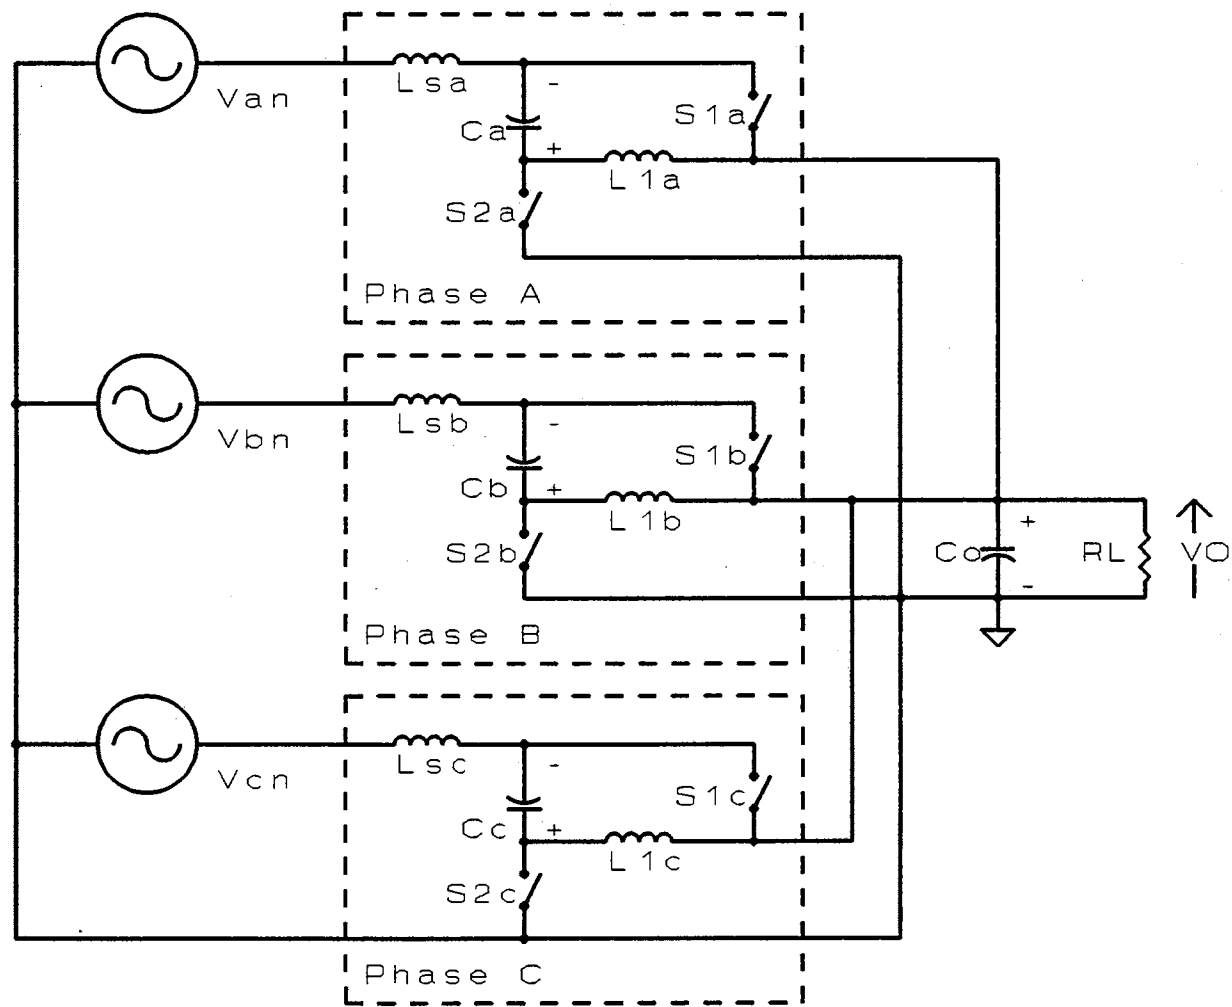 Van
Lsa
-
S1a
Ca
+
L1a
S2a
Phase A
Vbn
Lsb
-
S1b
Cb
+
L1b
S2b
+
Co
RL
VO
-
Phase B
Vcn
Lsc
-
S1c
Cc
+
L1c
S2c
Phase C